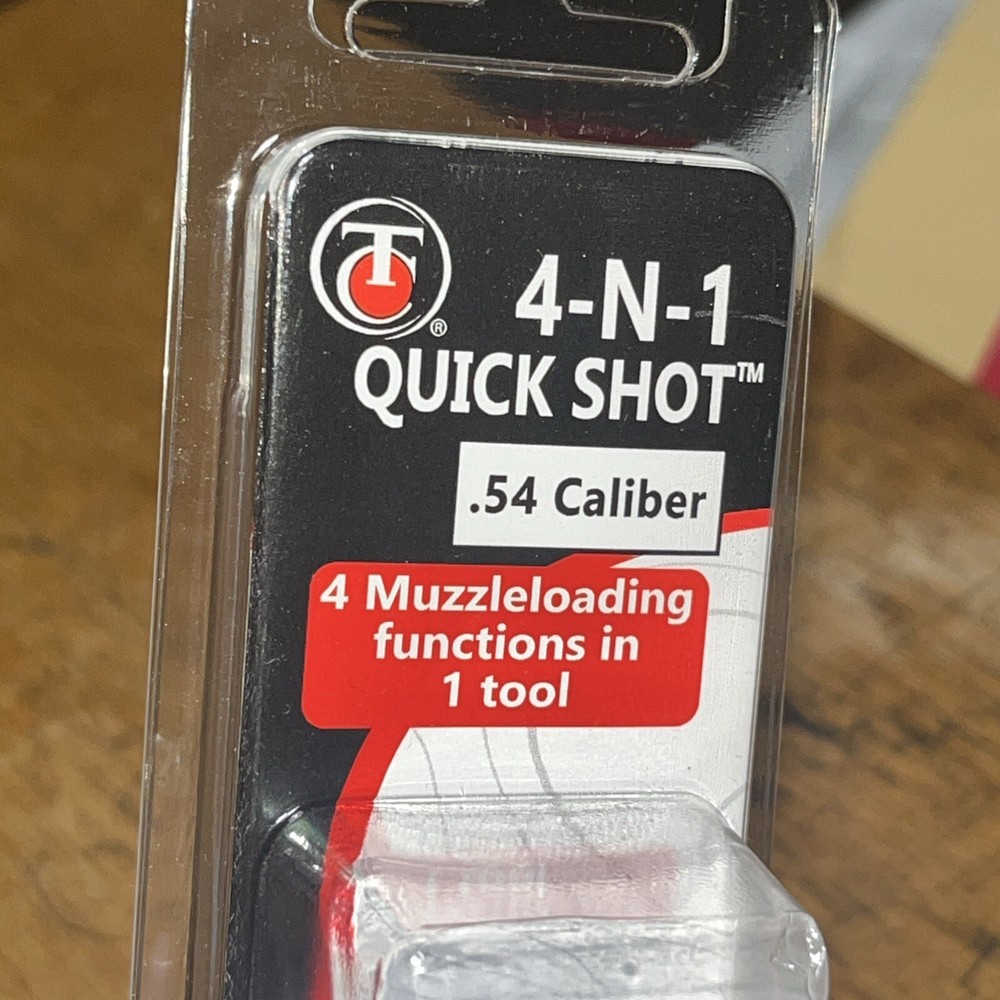 TC®
4-N-1
QUICK SHOT™
.54 Caliber
4 Muzzleloading
functions in
1 tool